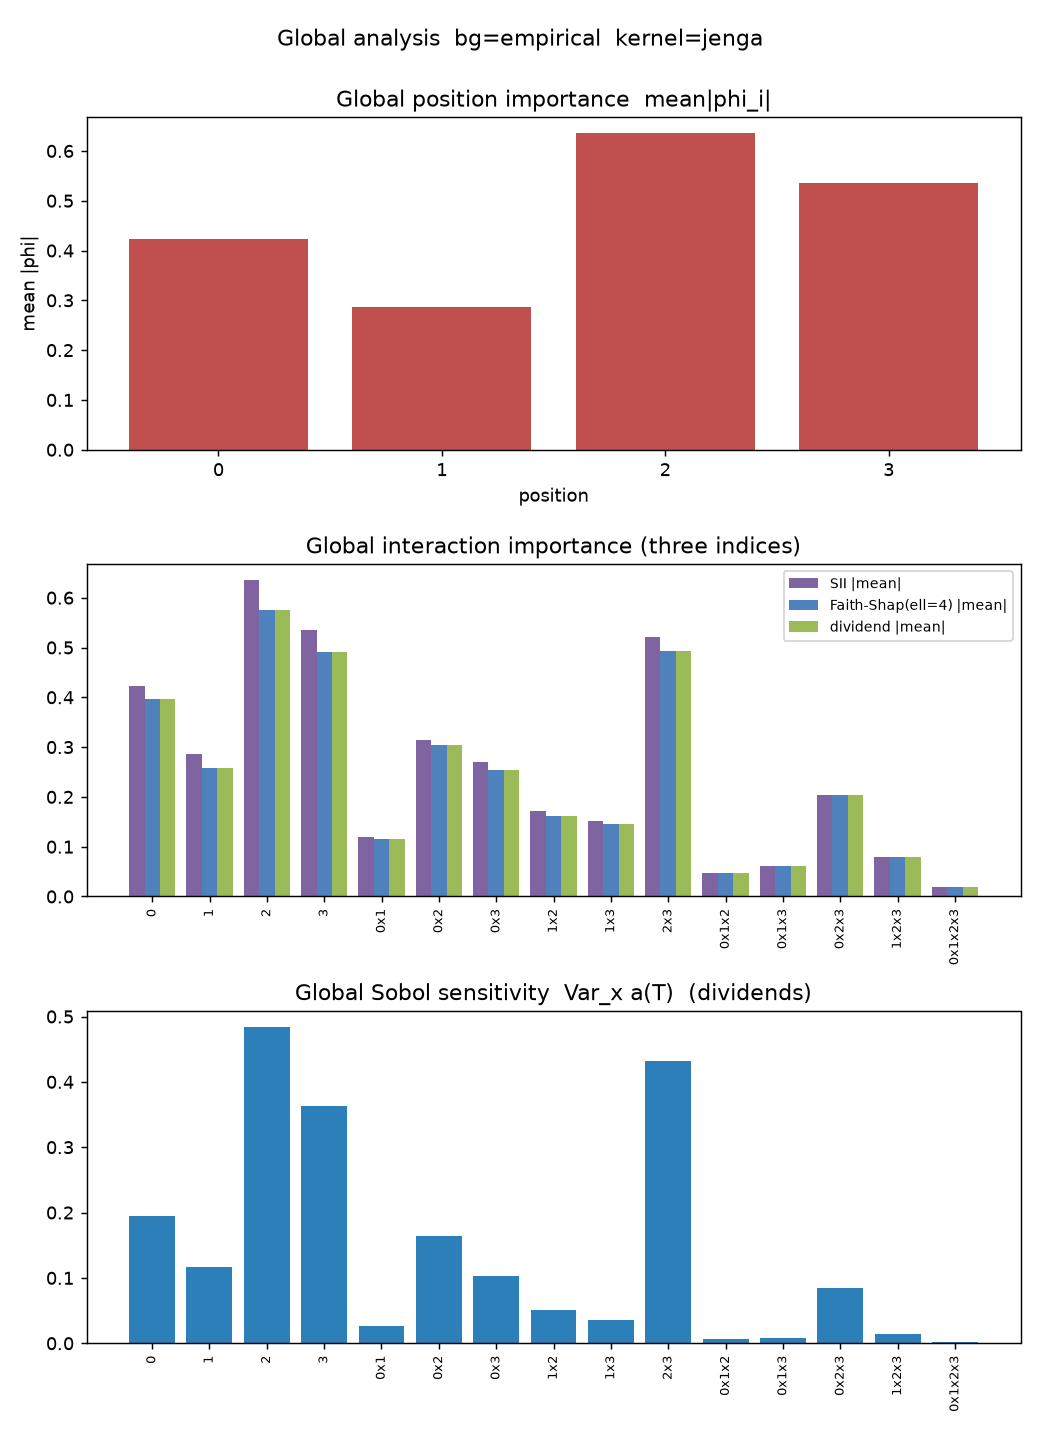 Global analysis  bg=empirical  kernel=jenga
Global position importance  mean|phi_i|
mean |phi|
0.6
0.5
0.4
0.3
0.2
0.1
0.0
0 1 2 3
position
Global interaction importance (three indices)
SII |mean|
Faith-Shap(ell=4) |mean|
dividend |mean|
0.6
0.5
0.4
0.3
0.2
0.1
0.0
0 1 2 3 0x1 0x2 0x3 1x2 1x3 2x3 0x1x2 0x1x3 0x2x3 1x2x3 0x1x2x3
Global Sobol sensitivity  Var_x a(T)  (dividends)
0.5
0.4
0.3
0.2
0.1
0.0
0 1 2 3 0x1 0x2 0x3 1x2 1x3 2x3 0x1x2 0x1x3 0x2x3 1x2x3 0x1x2x3